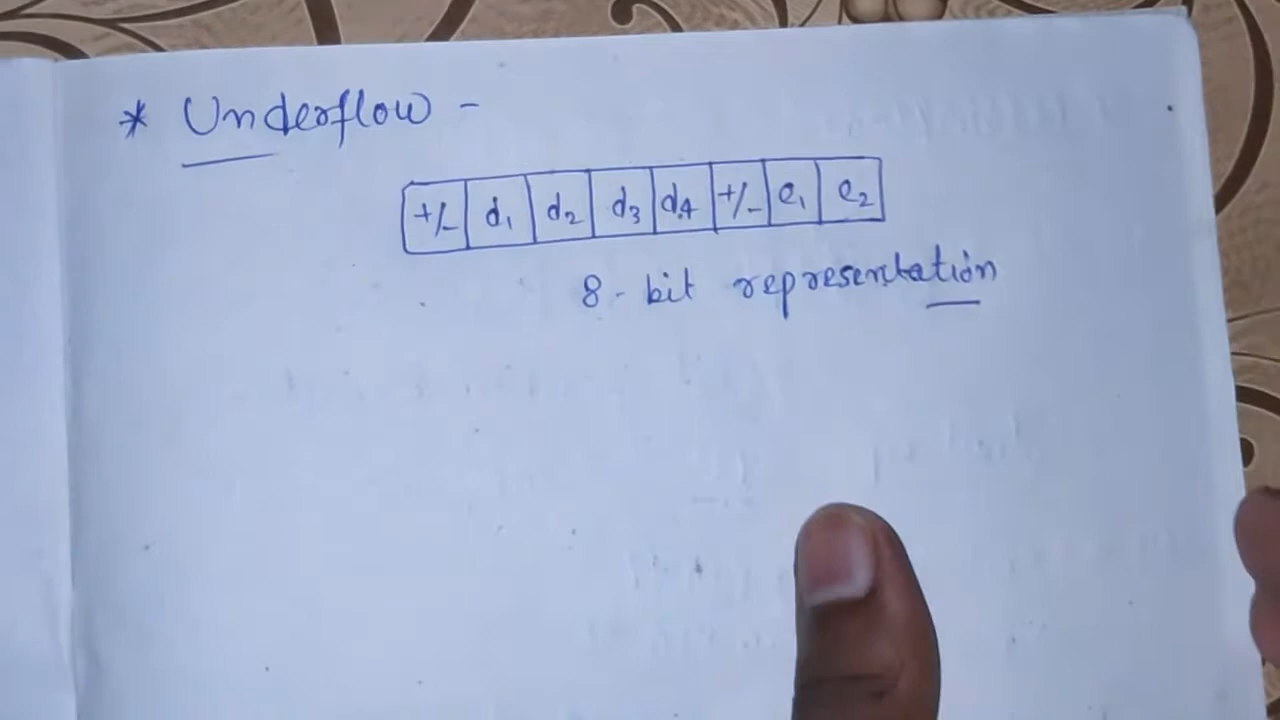 * Underflow -
+/- d₁ d₂ d₃ d₄ +/- e₁ e₂
8-bit representation